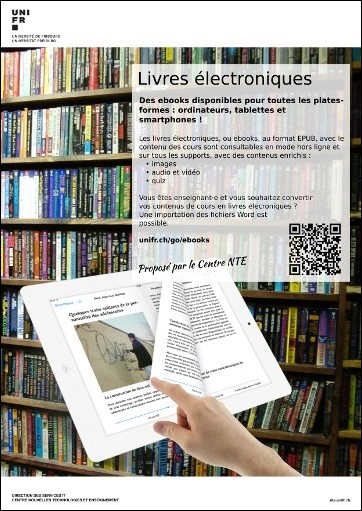 UNI
FR
UNIVERSITÉ DE FRIBOURG
UNIVERSITÄT FREIBURG
Livres électroniques
Des ebooks disponibles pour toutes les plates-
formes : ordinateurs, tablettes et
smartphones !
Les livres électroniques, ou ebooks, au format EPUB, avec le
contenu des cours sont consultables en mode hors ligne et
sur tous les supports, avec des contenus enrichis :
• images
• audio et vidéo
• quiz
Vous êtes enseignant·e et vous souhaitez convertir
vos contenus de cours en livres électroniques ?
Une importation des fichiers Word est
possible.
unifr.ch/go/ebooks
Proposé par le Centre NTE
DIRECTION DES SERVICES IT
CENTRE NOUVELLES TECHNOLOGIES ET ENSEIGNEMENT
nte.unifr.ch